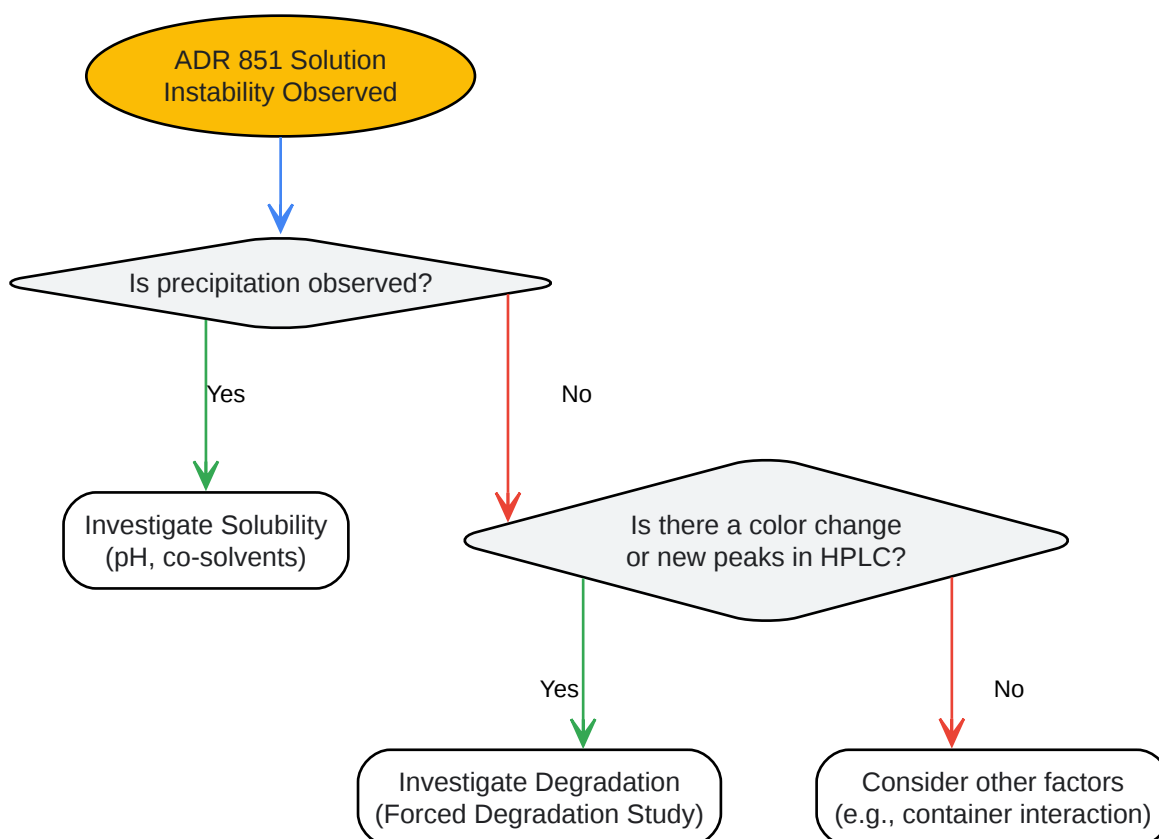 ADR 851 Solution
Instability Observed
Is precipitation observed?
Yes
No
Investigate Solubility
(pH, co-solvents)
Is there a color change
or new peaks in HPLC?
Yes
No
Investigate Degradation
(Forced Degradation Study)
Consider other factors
(e.g., container interaction)